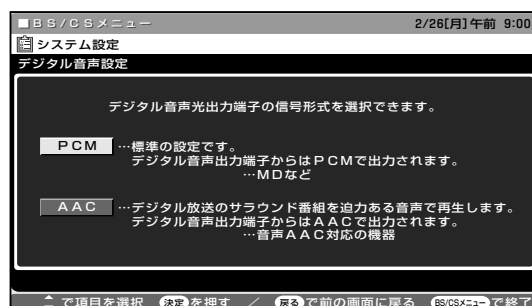 ■BS/CSメニュー 2/26[月]午前 9:00
システム設定
デジタル音声設定
デジタル音声光出力端子の信号形式を選択できます。
PCM …標準の設定です。
デジタル音声出力端子からはPCMで出力されます。
…MDなど
AAC …デジタル放送のサラウンド番組を迫力ある音声で再生します。
デジタル音声出力端子からはAACで出力されます。
…音声AAC対応の機器
で項目を選択 決定を押す / 戻るで前の画面に戻る BS/CSメニューで終了